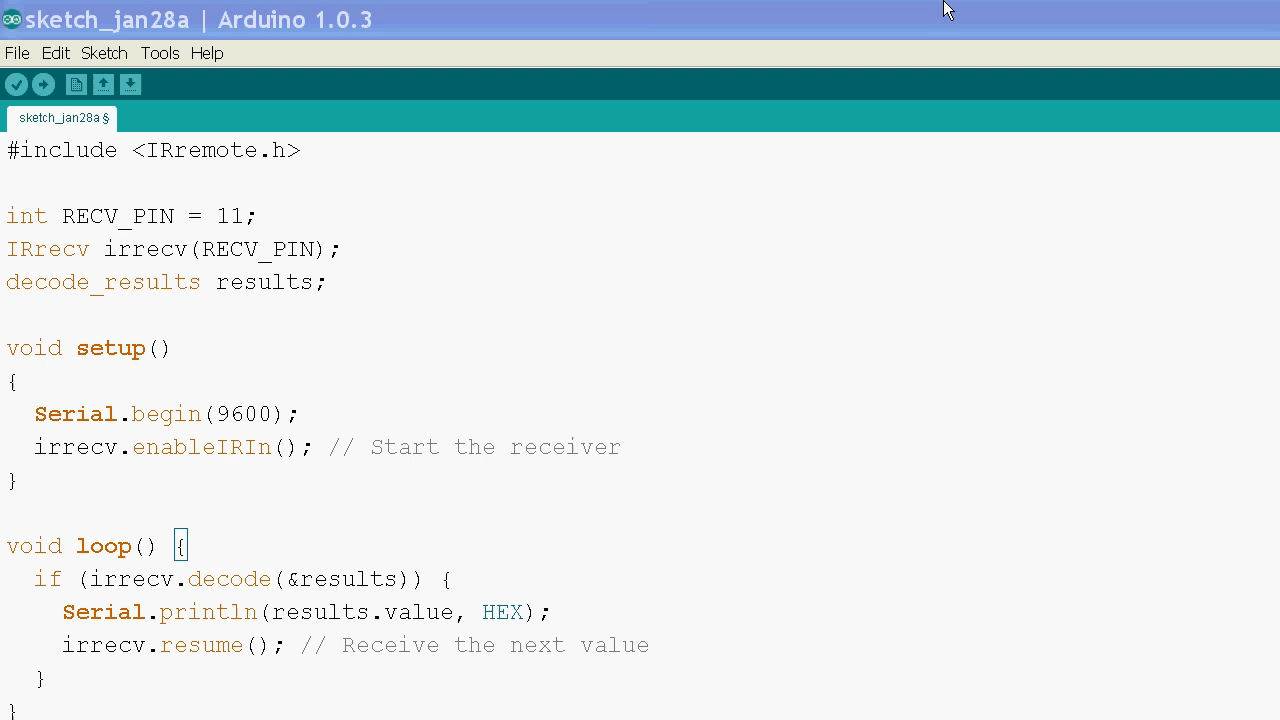 sketch_jan28a | Arduino 1.0.3
File Edit Sketch Tools Help
sketch_jan28a §
#include <IRremote.h>
int RECV_PIN = 11;
IRrecv irrecv(RECV_PIN);
decode_results results;
void setup()
{
Serial.begin(9600);
irrecv.enableIRIn(); // Start the receiver
}
void loop() {
if (irrecv.decode(&results)) {
Serial.println(results.value, HEX);
irrecv.resume(); // Receive the next value
}
}